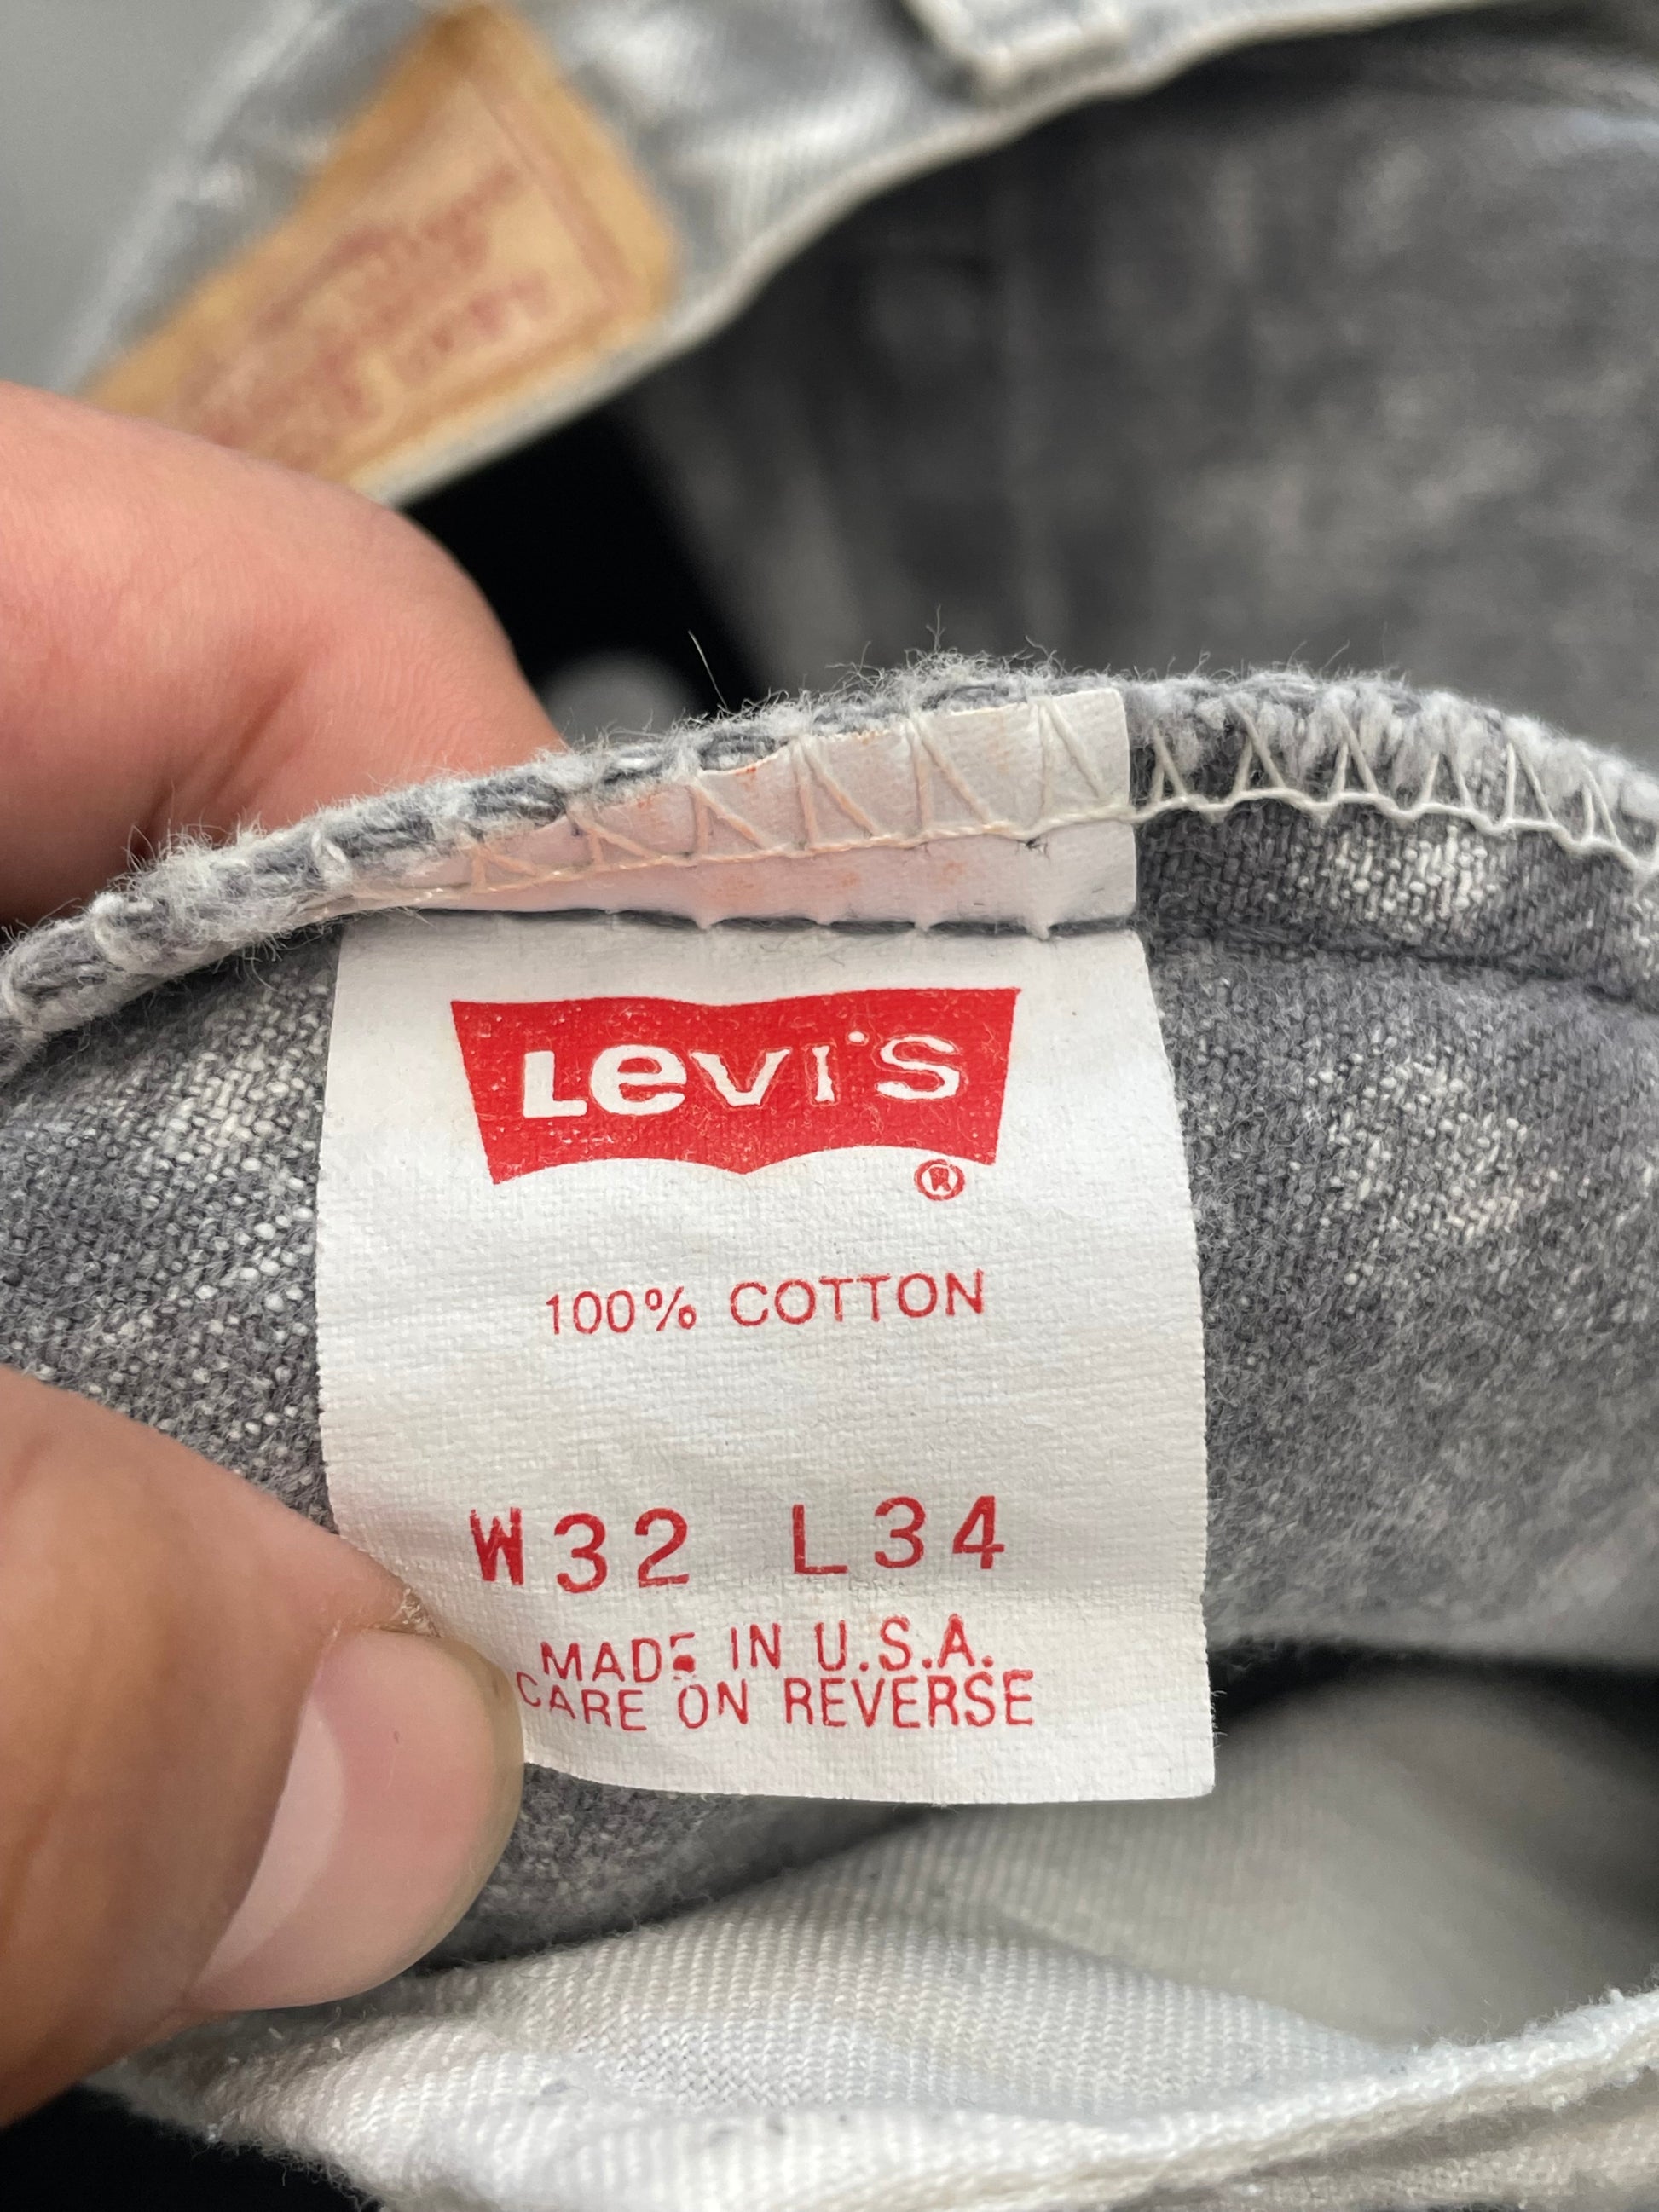 Levi's
®
100% COTTON
W32 L34
MADE IN U.S.A.
CARE ON REVERSE